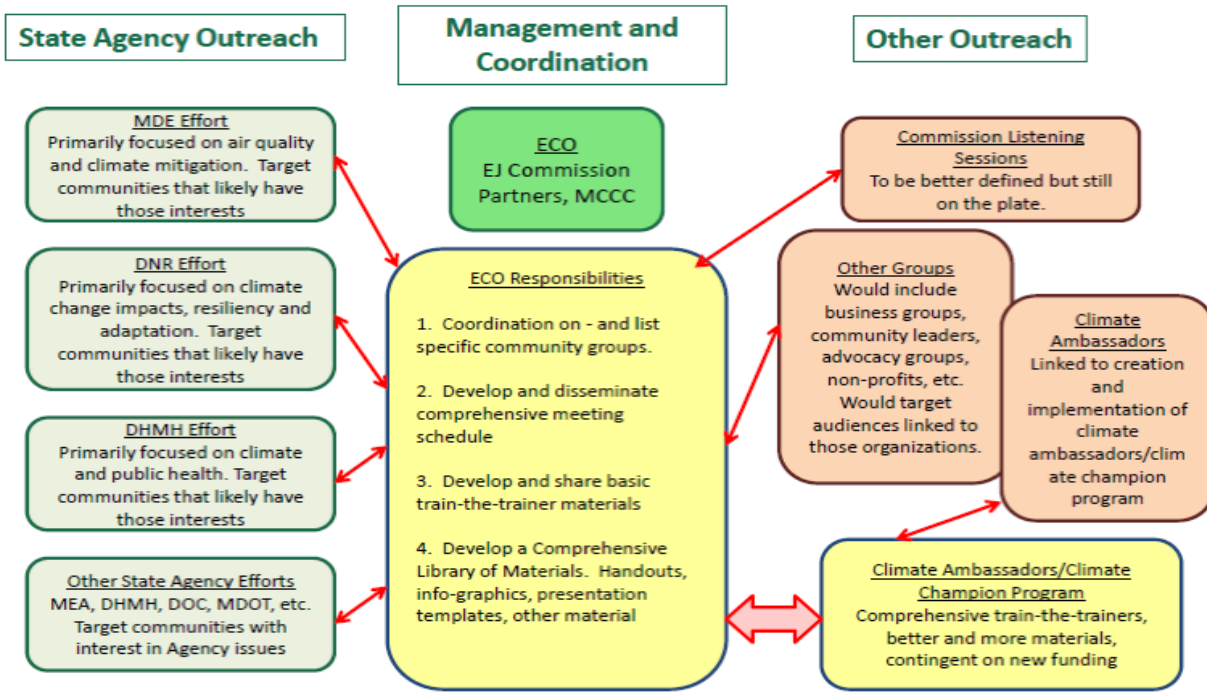 State Agency Outreach
MDE Effort
Primarily focused on air quality
and climate mitigation. Target
communities that likely have
those interests
DNR Effort
Primarily focused on climate
change impacts, resiliency and
adaptation. Target
communities that likely have
those interests
DHMH Effort
Primarily focused on climate
and public health. Target
communities that likely have
those interests
Other State Agency Efforts
MEA, DHMH, DOC, MDOT, etc.
Target communities with
interest in Agency issues
Management and
Coordination
ECO
EJ Commission
Partners, MCCC
ECO Responsibilities
1. Coordination on - and list
specific community groups.
2. Develop and disseminate
comprehensive meeting
schedule
3. Develop and share basic
train-the-trainer materials
4. Develop a Comprehensive
Library of Materials. Handouts,
info-graphics, presentation
templates, other material
Other Outreach
Commission Listening
Sessions
To be better defined but still
on the plate.
Other Groups
Would include
business groups,
community leaders,
advocacy groups,
non-profits, etc.
Would target
audiences linked to
those organizations.
Climate
Ambassadors
Linked to creation
and
implementation of
climate
ambassadors/clim
ate champion
program
Climate Ambassadors/Climate
Champion Program
Comprehensive train-the-trainers,
better and more materials,
contingent on new funding